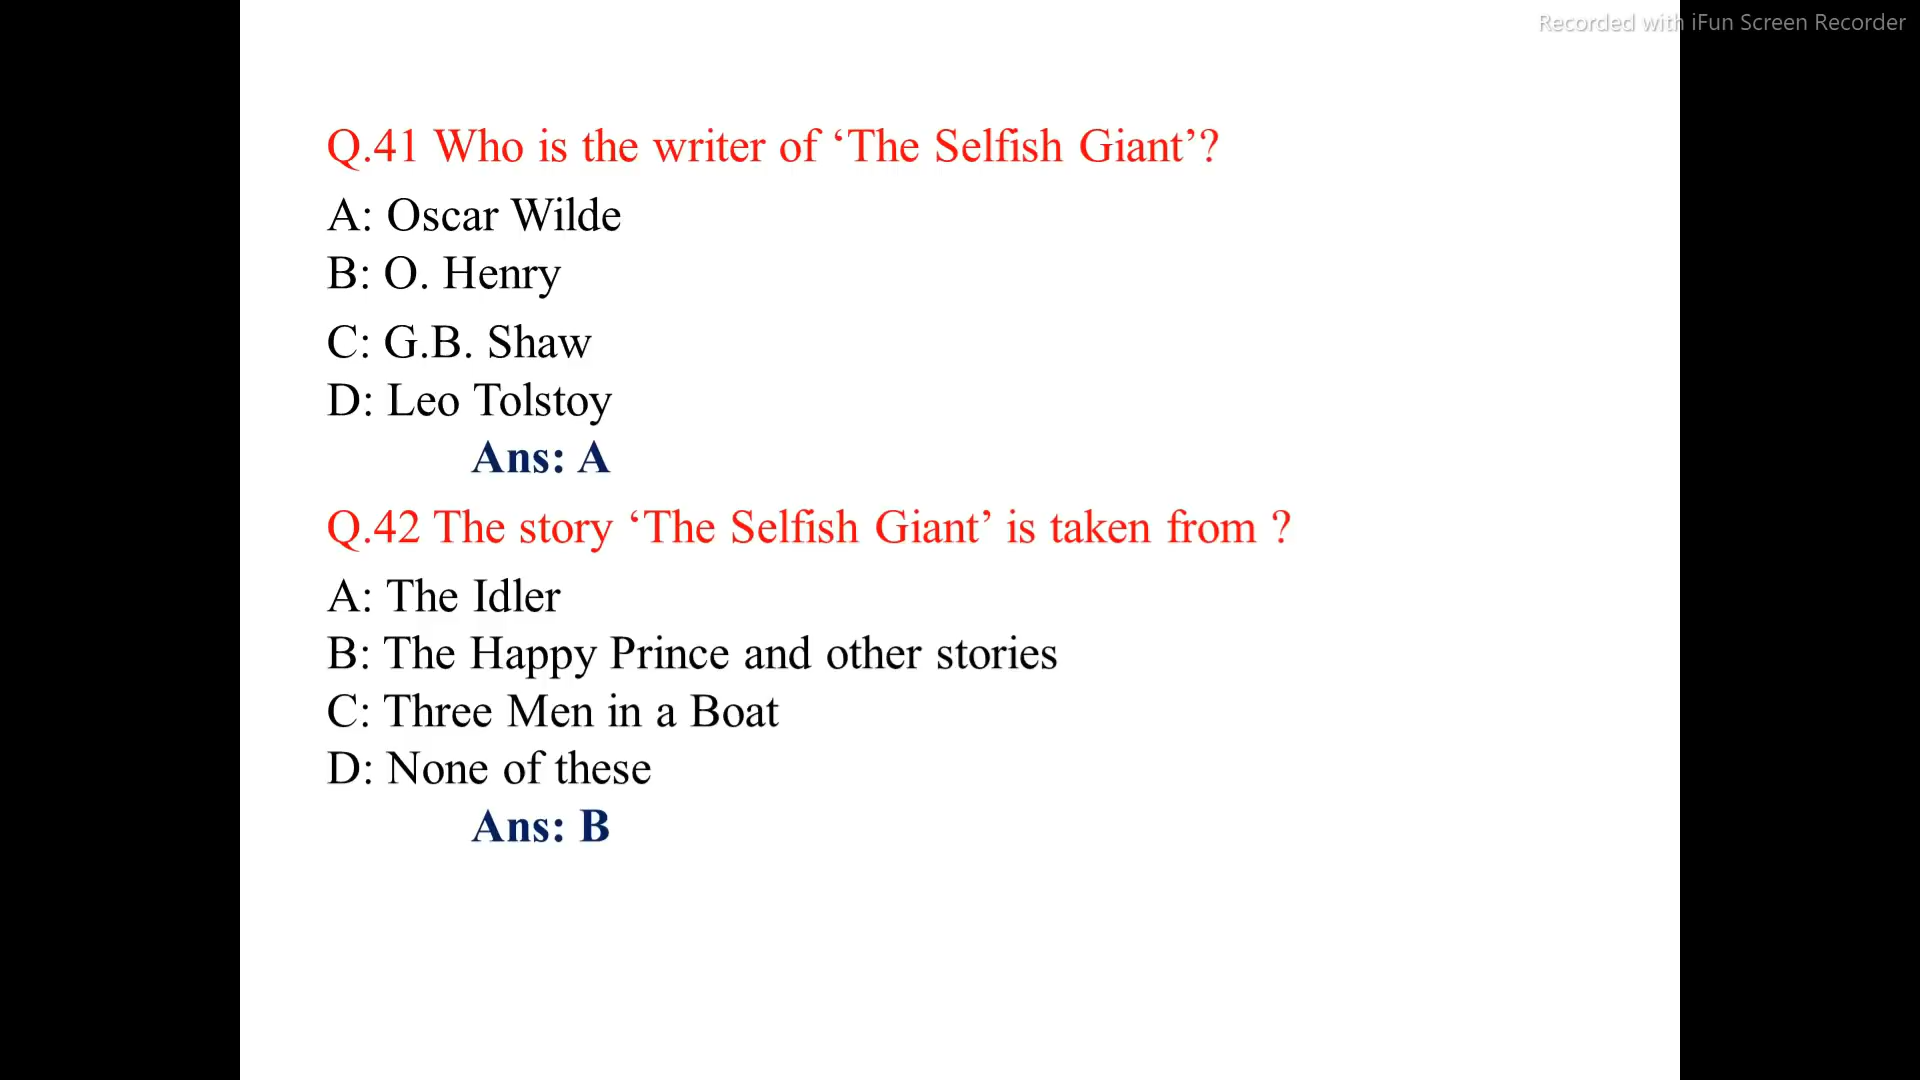 Recorded with iFun Screen Recorder
Q.41 Who is the writer of ‘The Selfish Giant’?
A: Oscar Wilde
B: O. Henry
C: G.B. Shaw
D: Leo Tolstoy
Ans: A
Q.42 The story ‘The Selfish Giant’ is taken from ?
A: The Idler
B: The Happy Prince and other stories
C: Three Men in a Boat
D: None of these
Ans: B